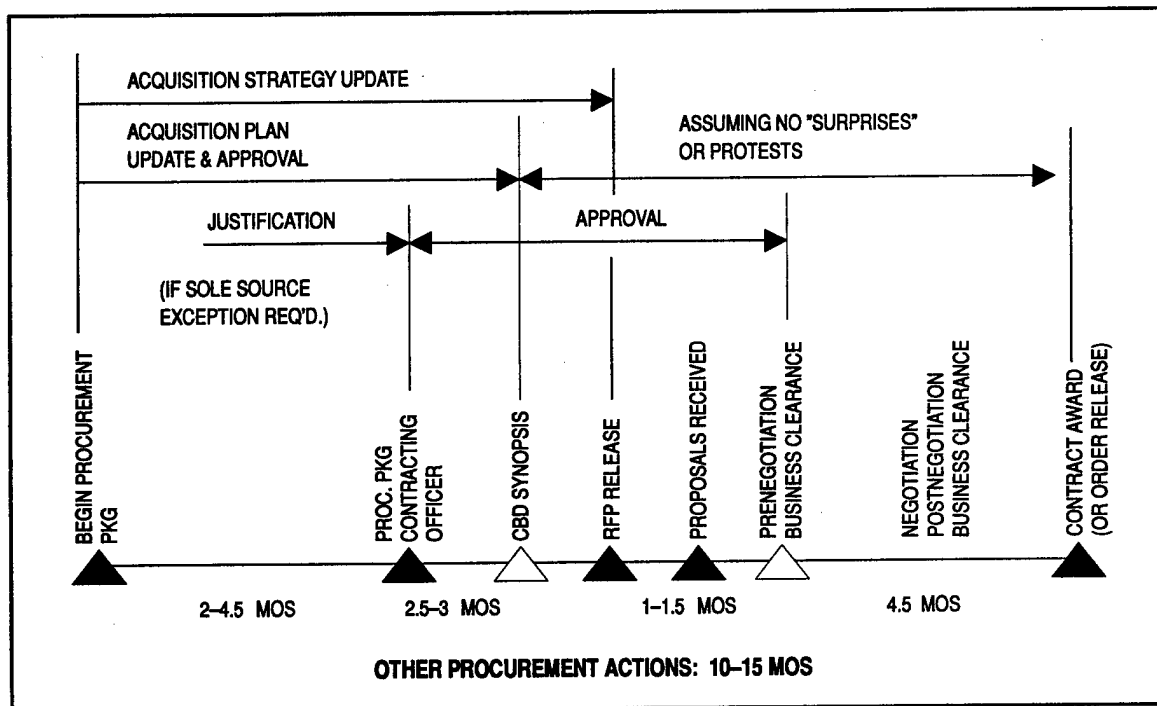 ACQUISITION STRATEGY UPDATE
ACQUISITION PLAN
UPDATE & APPROVAL
ASSUMING NO "SURPRISES"
OR PROTESTS
JUSTIFICATION
APPROVAL
(IF SOLE SOURCE
EXCEPTION REQ'D.)
BEGIN PROCUREMENT
PKG
PROC. PKG
CONTRACTING
OFFICER
CBD SYNOPSIS
RFP RELEASE
PROPOSALS RECEIVED
PRENEGOTIATION
BUSINESS CLEARANCE
NEGOTIATION
POSTNEGOTIATION
BUSINESS CLEARANCE
CONTRACT AWARD
(OR ORDER RELEASE)
2–4.5 MOS
2.5–3 MOS
1–1.5 MOS
4.5 MOS
OTHER PROCUREMENT ACTIONS: 10–15 MOS